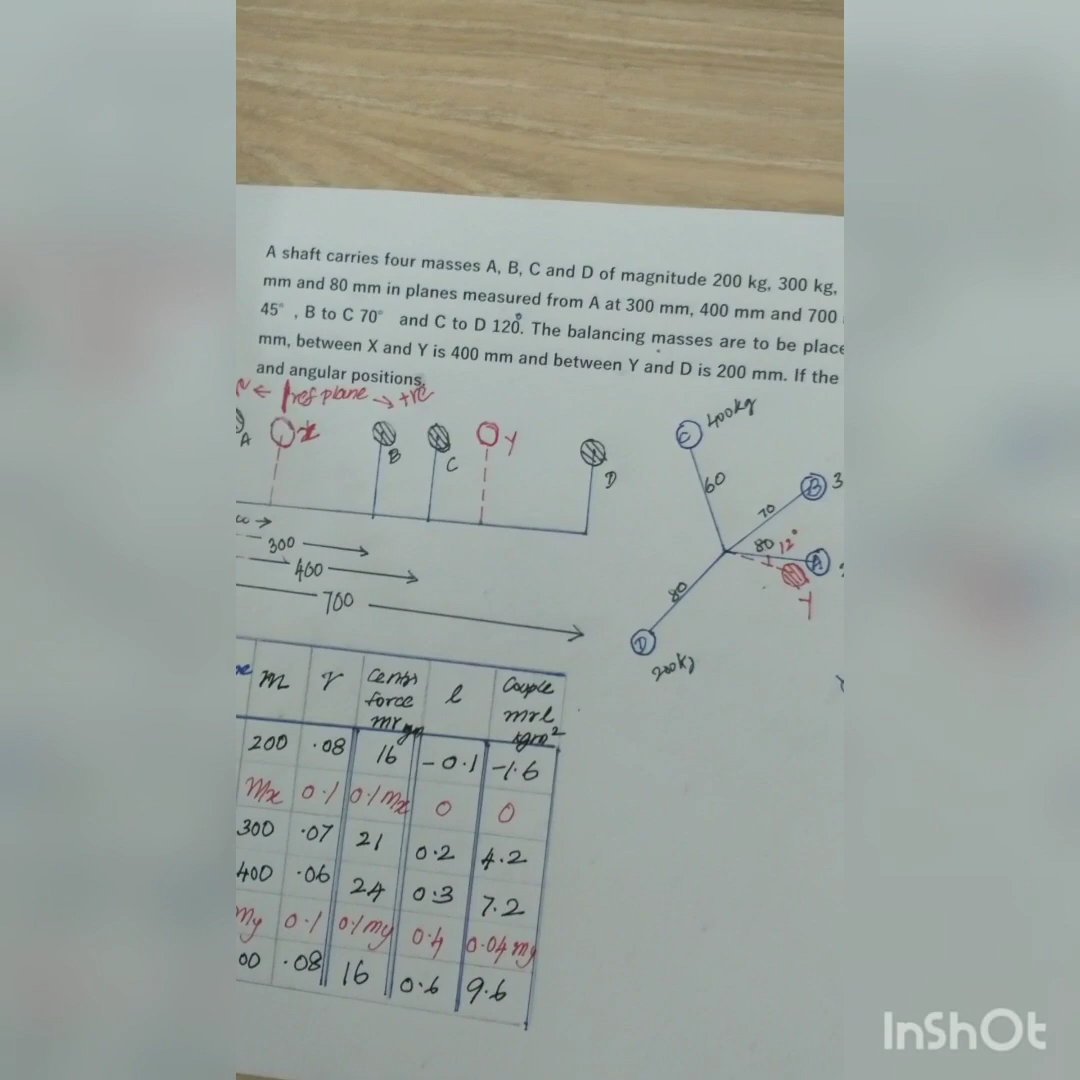 A shaft carries four masses A, B, C and D of magnitude 200 kg, 300 kg,
mm and 80 mm in planes measured from A at 300 mm, 400 mm and 700
45° , B to C 70° and C to D 120°. The balancing masses are to be place
mm, between X and Y is 400 mm and between Y and D is 200 mm. If the
and angular positions.
← ref plane → +ve
A x B C Y D
300
400
700
C 400kg
60
B 3
70
80 12°
A
Y
80
D
200kg
m r Centri force mr l Couple mrl kgm²
200 .08 16 -0.1 -1.6
Mx 0.1 0.1Mx 0 0
300 .07 21 0.2 4.2
400 .06 24 0.3 7.2
My 0.1 0.1my 0.4 0.04my
00 .08 16 0.6 9.6
InShOt